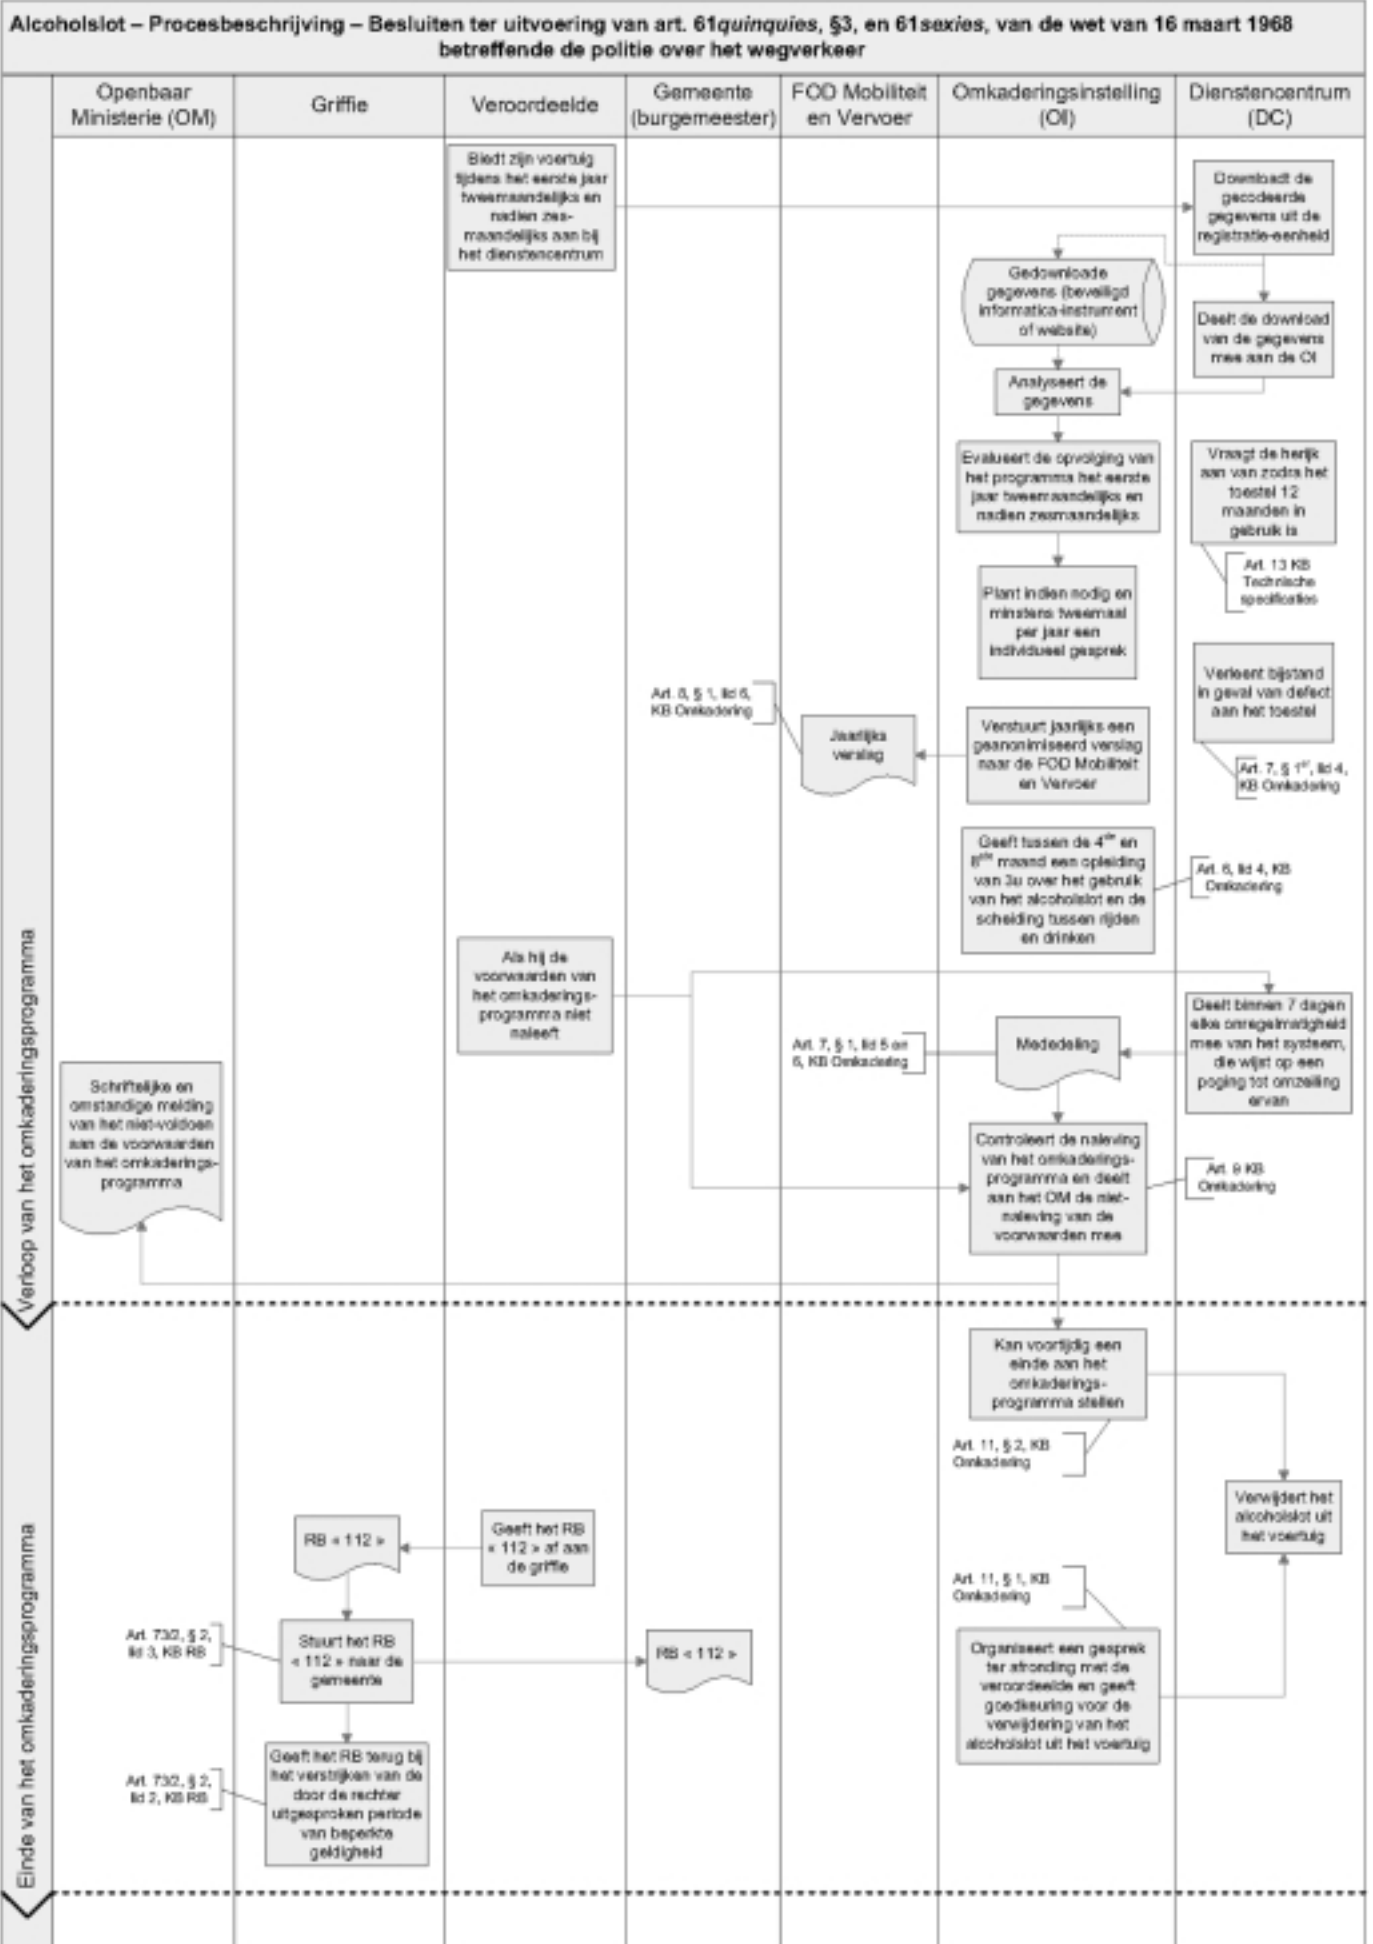 Alcoholslot – Procesbeschrijving – Besluiten ter uitvoering van art. 61quinquies, §3, en 61sexies, van de wet van 16 maart 1968
betreffende de politie over het wegverkeer
Openbaar
Ministerie (OM)
Griffie
Veroordeelde
Gemeente
(burgemeester)
FOD Mobiliteit
en Vervoer
Omkaderingsinstelling
(OI)
Dienstencentrum
(DC)
Verloop van het omkaderingsprogramma
Biedt zijn voertuig
tijdens het eerste jaar
tweemaandelijks en
nadien zes-
maandelijks aan bij
het dienstencentrum
Downloadt de
gecodeerde
gegevens uit de
registratie-eenheid
Gedownloade
gegevens (beveiligd
informatica-instrument
of website)
Deelt de download
van de gegevens
mee aan de OI
Analyseert de
gegevens
Evalueert de opvolging van
het programma het eerste
jaar tweemaandelijks en
nadien zesmaandelijks
Vraagt de herijk
aan van zodra het
toestel 12
maanden in
gebruik is
Art. 13 KB
Technische
specificaties
Plant indien nodig en
minstens tweemaal
per jaar een
individueel gesprek
Verleent bijstand
in geval van defect
aan het toestel
Art. 7, § 1er, lid 4,
KB Omkadering
Art. 8, § 1, lid 6,
KB Omkadering
Jaarlijks
verslag
Verstuurt jaarlijks een
geanonimiseerd verslag
naar de FOD Mobiliteit
en Vervoer
Geeft tussen de 4de en
8ste maand een opleiding
van 3u over het gebruik
van het alcoholslot en de
scheiding tussen rijden
en drinken
Art. 6, lid 4, KB
Omkadering
Als hij de
voorwaarden van
het omkaderings-
programma niet
naleeft
Deelt binnen 7 dagen
elke onregelmatigheid
mee van het systeem,
die wijst op een
poging tot omzeiling
ervan
Mededeling
Art. 7, § 1, lid 5 en
6, KB Omkadering
Schriftelijke en
omstandige melding
van het niet-voldoen
aan de voorwaarden
van het omkaderings-
programma
Controleert de naleving
van het omkaderings-
programma en deelt
aan het OM de niet-
naleving van de
voorwaarden mee
Art. 9 KB
Omkadering
Einde van het omkaderingsprogramma
Kan voortijdig een
einde aan het
omkaderings-
programma stellen
Art. 11, § 2, KB
Omkadering
Verwijdert het
alcoholslot uit
het voertuig
RB « 112 »
Geeft het RB
« 112 » af aan
de griffie
Art. 11, § 1, KB
Omkadering
Art. 73/2, § 2,
lid 3, KB RB
Stuurt het RB
« 112 » naar de
gemeente
RB « 112 »
Organiseert een gesprek
ter afronding met de
veroordeelde en geeft
goedkeuring voor de
verwijdering van het
alcoholslot uit het voertuig
Art. 73/2, § 2,
lid 2, KB RB
Geeft het RB terug bij
het verstrijken van de
door de rechter
uitgesproken periode
van beperkte
geldigheid